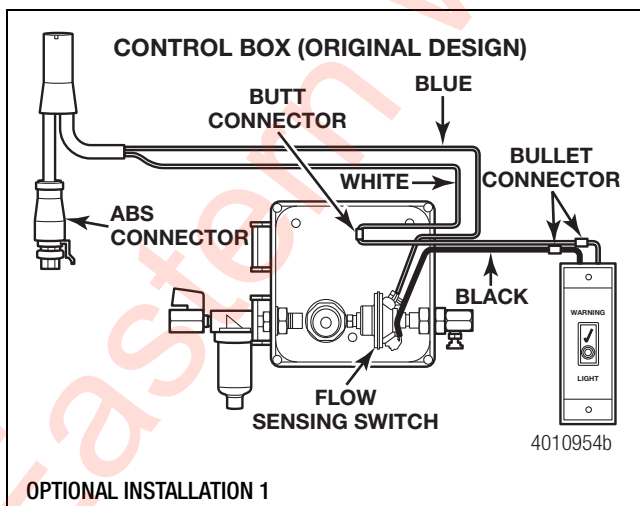 CONTROL BOX (ORIGINAL DESIGN)
BUTT
CONNECTOR
BLUE
WHITE
BULLET
CONNECTOR
ABS
CONNECTOR
BLACK
WARNING
LIGHT
FLOW
SENSING SWITCH
4010954b
OPTIONAL INSTALLATION 1